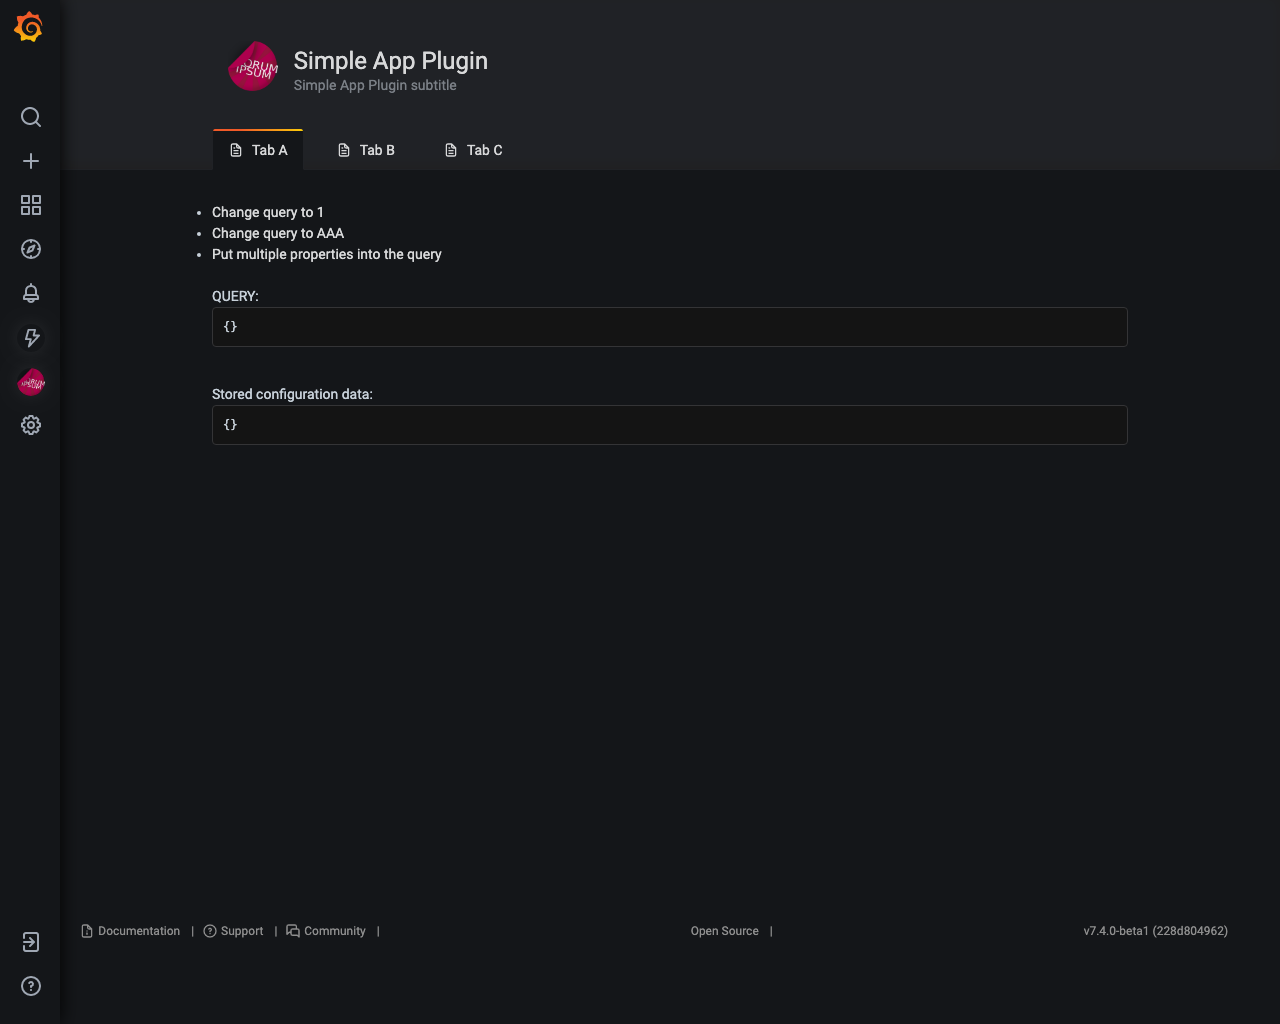 LORUM
IPSUM
Simple App Plugin
Simple App Plugin subtitle
Tab A
Tab B
Tab C
Change query to 1
Change query to AAA
Put multiple properties into the query
QUERY:
{}
Stored configuration data:
{}
Documentation | Support | Community |
Open Source |
v7.4.0-beta1 (228d804962)